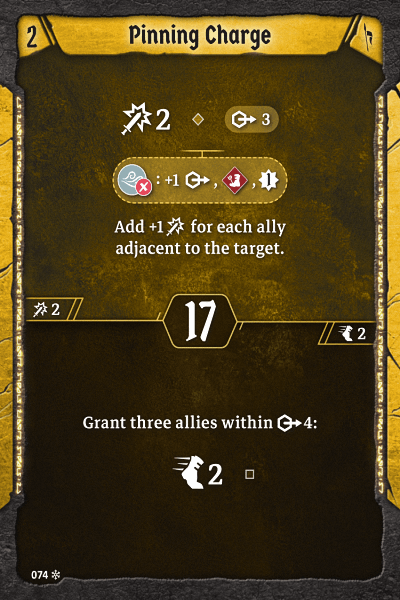 2
Pinning Charge
2
3
: +1 , ,
1
Add +1 for each ally
adjacent to the target.
2
17
2
Grant three allies within 4:
2
074